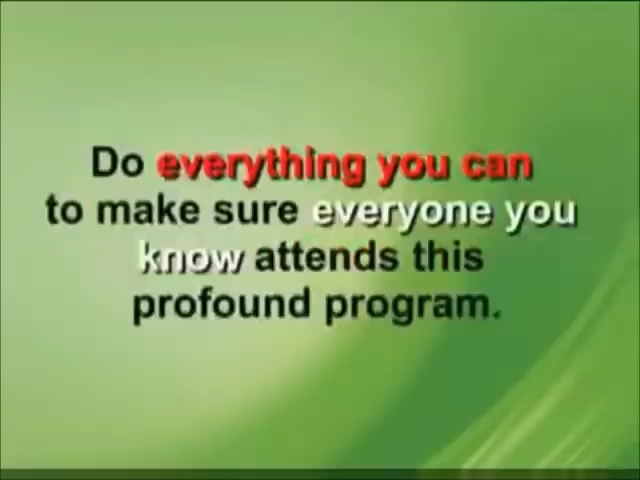 Do everything you can
to make sure everyone you
know attends this
profound program.